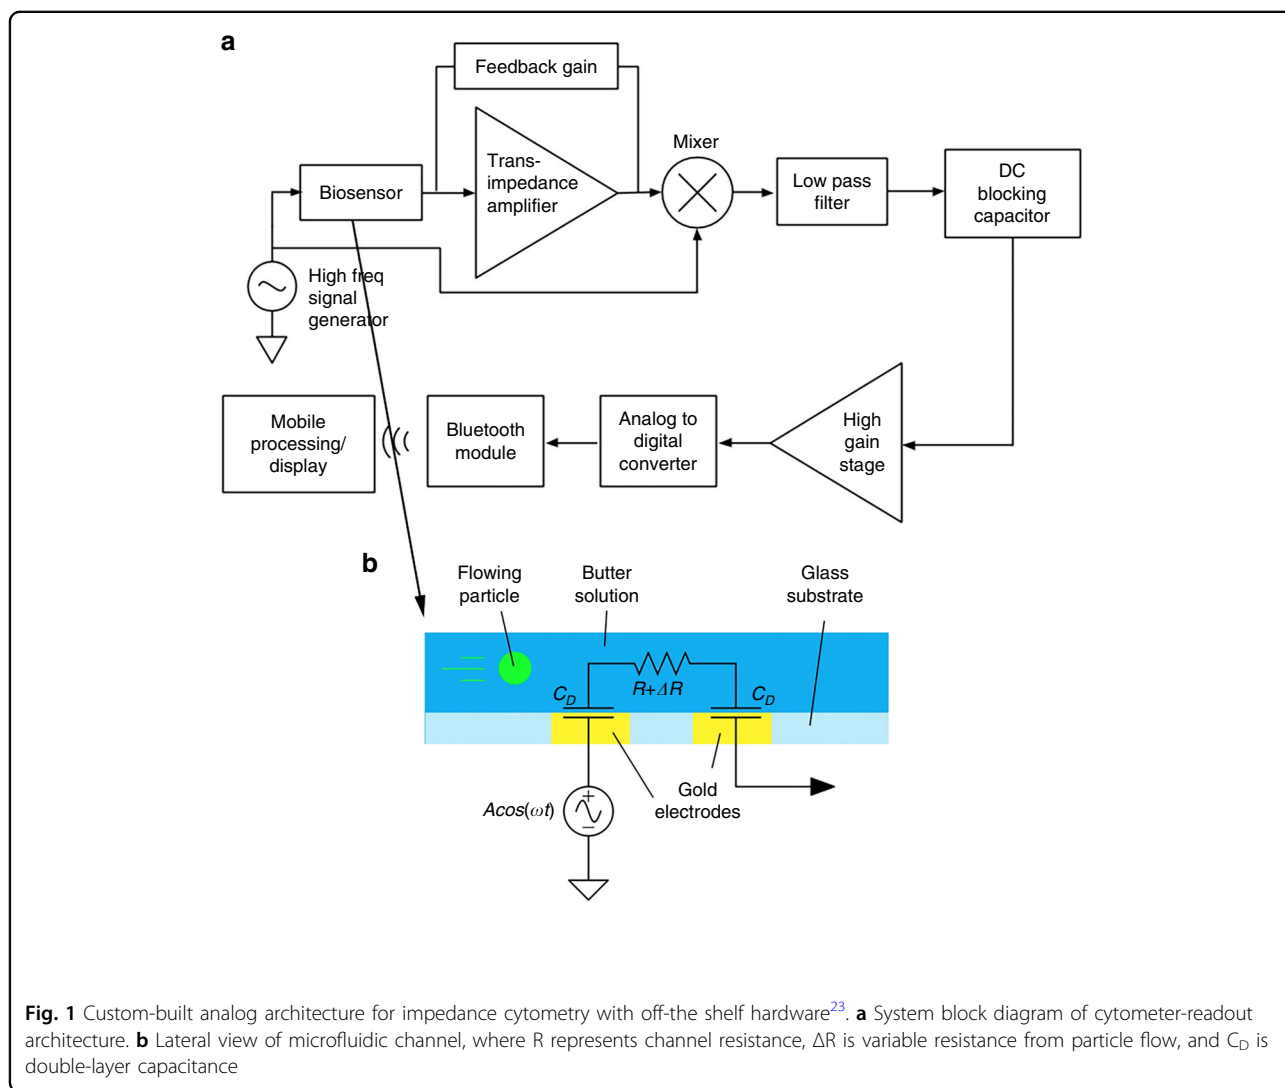 a
Feedback gain
Mixer
Trans-
impedance
amplifier
Biosensor
Low pass
filter
DC
blocking
capacitor
High freq
signal
generator
Mobile
processing/
display
Bluetooth
module
Analog to
digital
converter
High
gain
stage
b
Flowing
particle
Butter
solution
Glass
substrate
C_D
R+ΔR
C_D
Acos(ωt)
Gold
electrodes
Fig. 1 Custom-built analog architecture for impedance cytometry with off-the shelf hardware23. a System block diagram of cytometer-readout
architecture. b Lateral view of microfluidic channel, where R represents channel resistance, ΔR is variable resistance from particle flow, and C_D is
double-layer capacitance